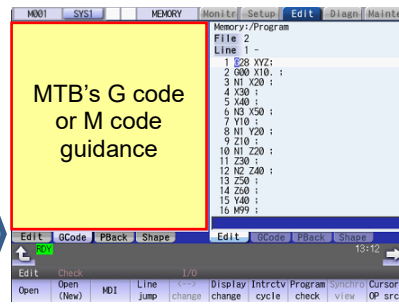 M001 SYS1 MEMORY Monitr Setup Edit Diagn Mainte
Memory:/Program
File 2
Line 1 -
1 G28 XYZ;
2 G00 X10. ;
3 N1 X20 ;
4 X30 ;
5 X40 ;
6 N3 X50 ;
7 Y10 ;
8 N1 Y20 ;
9 Z10 ;
10 N1 Z20 ;
11 Z30 ;
12 N2 Z40 ;
13 Z50 ;
14 Z60 ;
15 Y40 ;
16 M99 ;
MTB's G code
or M code
guidance
Edit GCode PBack Shape Edit GCode PBack Shape
RDY 13:12
Edit Check I/O
Open Open (New) MDI Line jump <--> change Display change Intrctv cycle Program check Synchro view Cursor OP srch